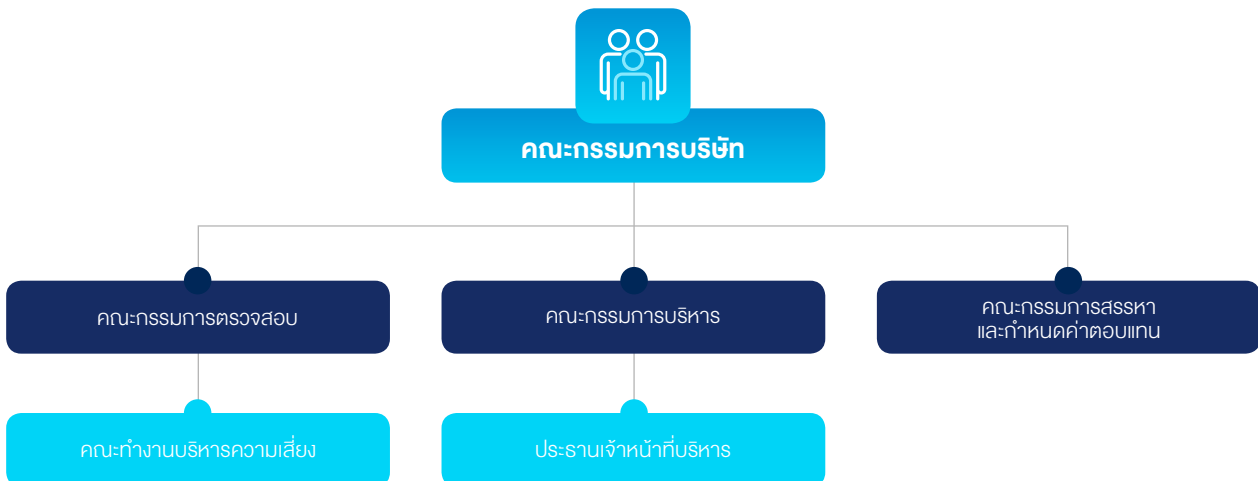 คณะกรรมการบริษัท
คณะกรรมการตรวจสอบ
คณะกรรมการบริหาร
คณะกรรมการสรรหา
และกำหนดค่าตอบแทน
คณะทำงานบริหารความเสี่ยง
ประธานเจ้าหน้าที่บริหาร